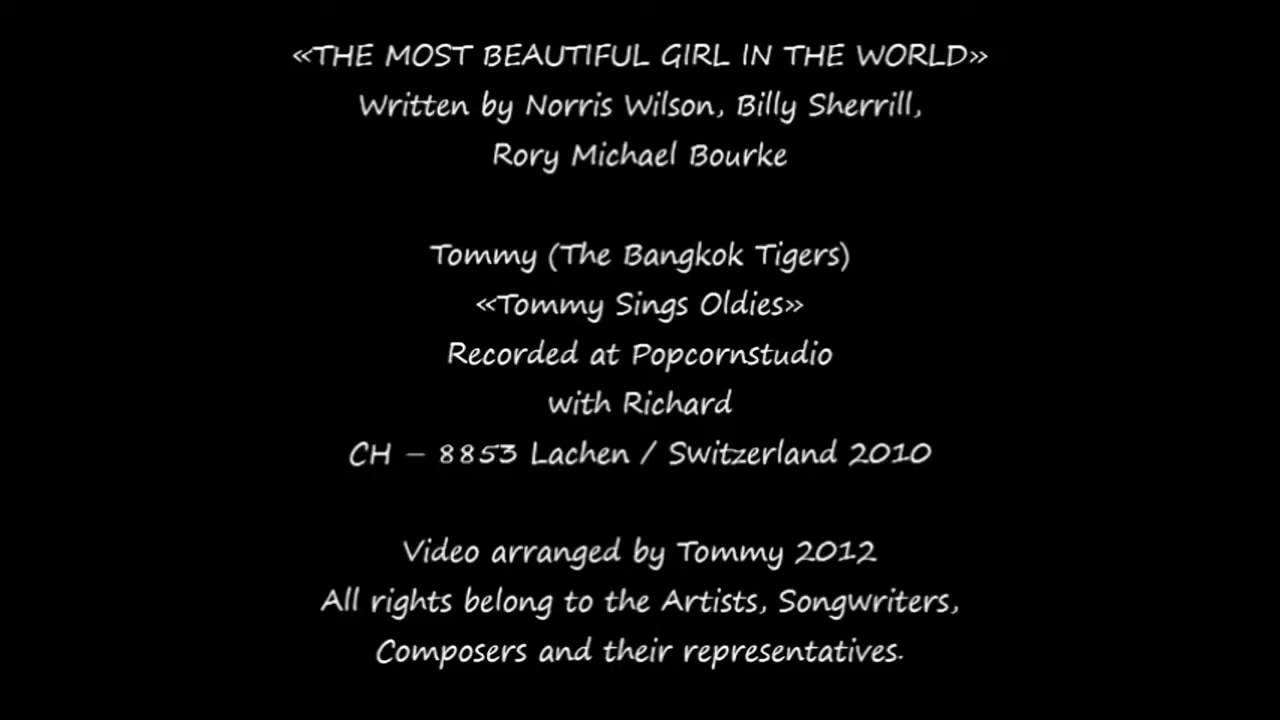 «THE MOST BEAUTIFUL GIRL IN THE WORLD»
Written by Norris Wilson, Billy Sherrill,
Rory Michael Bourke
Tommy (The Bangkok Tigers)
«Tommy Sings Oldies»
Recorded at Popcornstudio
with Richard
CH – 8853 Lachen / Switzerland 2010
Video arranged by Tommy 2012
All rights belong to the Artists, Songwriters,
Composers and their representatives.